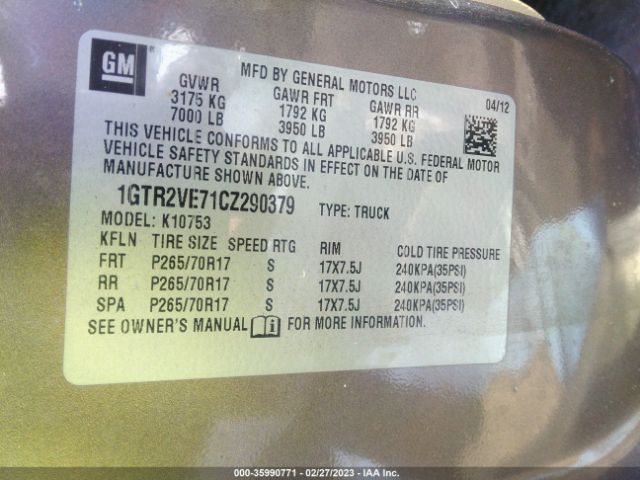 GM
®
MFD BY GENERAL MOTORS LLC
04/12
GVWR GAWR FRT GAWR RR
3175 KG 1792 KG 1792 KG
7000 LB 3950 LB 3950 LB
THIS VEHICLE CONFORMS TO ALL APPLICABLE U.S. FEDERAL MOTOR
VEHICLE SAFETY STANDARDS IN EFFECT ON THE DATE OF
MANUFACTURE SHOWN ABOVE.
1GTR2VE71CZ290379 TYPE: TRUCK
MODEL: K10753
KFLN TIRE SIZE SPEED RTG RIM COLD TIRE PRESSURE
FRT P265/70R17 S 17X7.5J 240KPA(35PSI)
RR P265/70R17 S 17X7.5J 240KPA(35PSI)
SPA P265/70R17 S 17X7.5J 240KPA(35PSI)
SEE OWNER'S MANUAL FOR MORE INFORMATION.
000-35990771 - 02/27/2023 - IAA Inc.